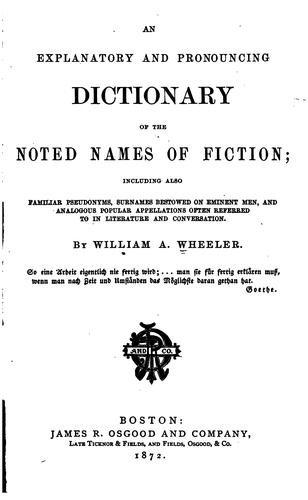 AN
EXPLANATORY AND PRONOUNCING
DICTIONARY
OF THE
NOTED NAMES OF FICTION;
INCLUDING ALSO
FAMILIAR PSEUDONYMS, SURNAMES BESTOWED ON EMINENT MEN, AND
ANALOGOUS POPULAR APPELLATIONS OFTEN REFERRED
TO IN LITERATURE AND CONVERSATION.
BY WILLIAM A. WHEELER.
So eine Arbeit eigentlich nie fertig wird; ... man sie für fertig erklären muß,
wenn man nach Zeit und Umständen das Möglichste daran gethan hat.
Goethe.
AND CO.
BOSTON:
JAMES R. OSGOOD AND COMPANY,
LATE TICKNOR & FIELDS, AND FIELDS, OSGOOD, & CO.
1872.